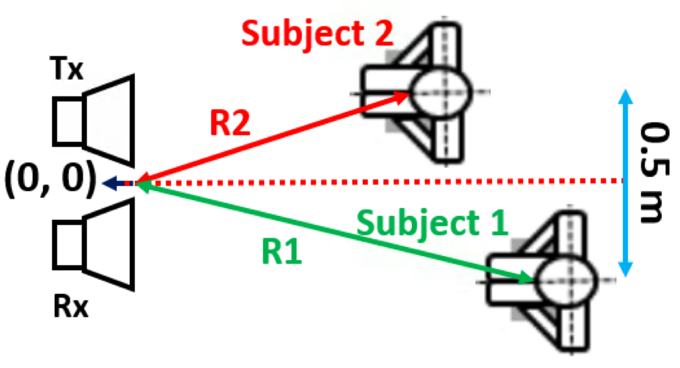 Subject 2
Tx
R2
(0, 0)
0.5 m
Subject 1
R1
Rx